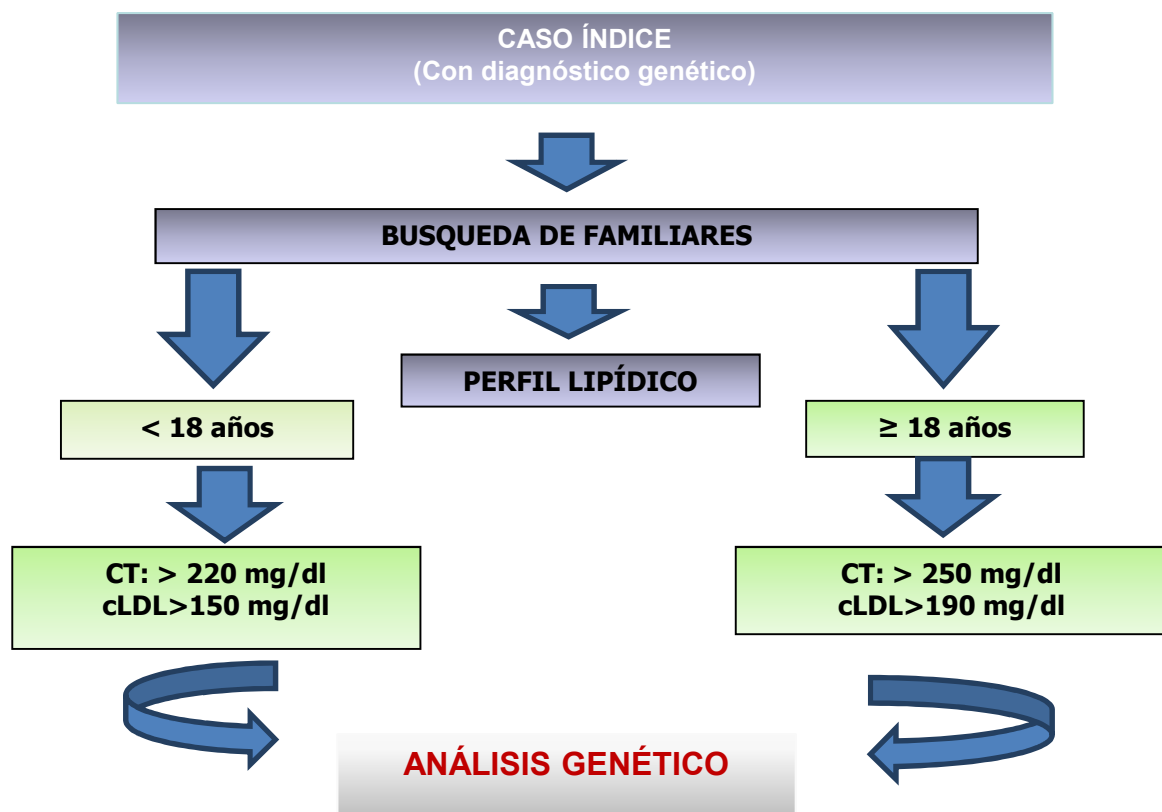 CASO ÍNDICE
(Con diagnóstico genético)
BUSQUEDA DE FAMILIARES
PERFIL LIPÍDICO
< 18 años
≥ 18 años
CT: > 220 mg/dl
cLDL>150 mg/dl
CT: > 250 mg/dl
cLDL>190 mg/dl
ANÁLISIS GENÉTICO